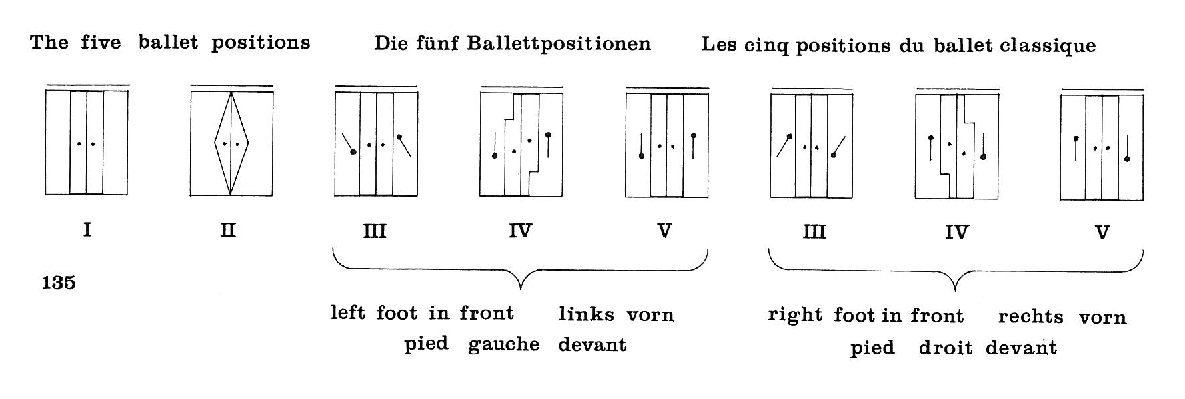 The five ballet positions Die fünf Ballettpositionen Les cinq positions du ballet classique
I II III IV V III IV V
135
left foot in front links vorn right foot in front rechts vorn
pied gauche devant pied droit devant